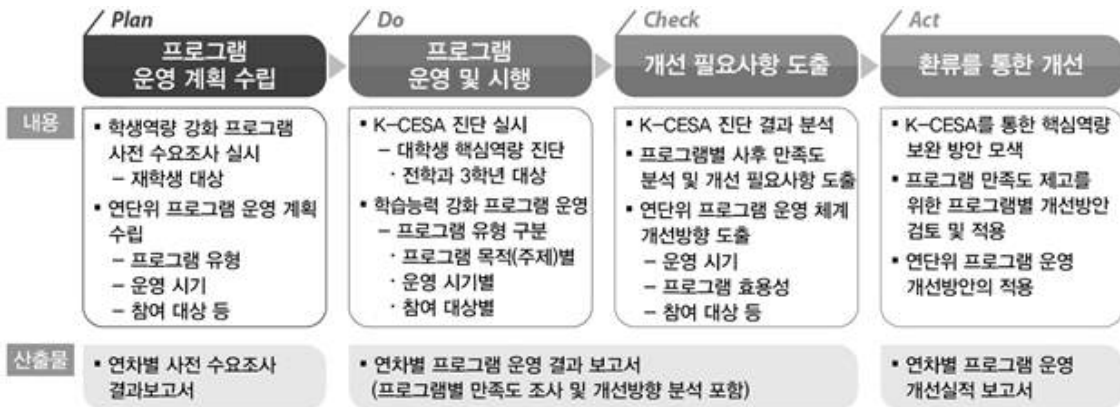 Plan
프로그램
운영 계획 수립
Do
프로그램
운영 및 시행
Check
개선 필요사항 도출
Act
환류를 통한 개선
내용
▪ 학생역량 강화 프로그램
사전 수요조사 실시
– 재학생 대상
▪ 연단위 프로그램 운영 계획
수립
– 프로그램 유형
– 운영 시기
– 참여 대상 등
▪ K-CESA 진단 실시
– 대학생 핵심역량 진단
· 전학과 3학년 대상
▪ 학습능력 강화 프로그램 운영
– 프로그램 유형 구분
· 프로그램 목적(주제)별
· 운영 시기별
· 참여 대상별
▪ K-CESA 진단 결과 분석
▪ 프로그램별 사후 만족도
분석 및 개선 필요사항 도출
▪ 연단위 프로그램 운영 체계
개선방향 도출
– 운영 시기
– 프로그램 효용성
– 참여 대상 등
▪ K-CESA를 통한 핵심역량
보완 방안 모색
▪ 프로그램 만족도 제고를
위한 프로그램별 개선방안
검토 및 적용
▪ 연단위 프로그램 운영
개선방안의 적용
산출물
▪ 연차별 사전 수요조사
결과보고서
▪ 연차별 프로그램 운영 결과 보고서
(프로그램별 만족도 조사 및 개선방향 분석 포함)
▪ 연차별 프로그램 운영
개선실적 보고서